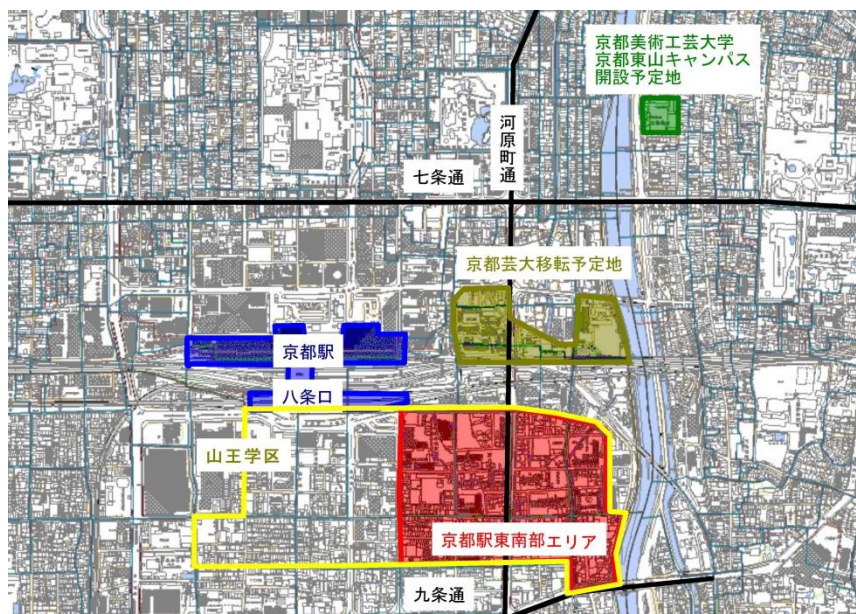 京都美術工芸大学
京都東山キャンパス
開設予定地
河原町通
七条通
京都芸大移転予定地
京都駅
八条口
山王学区
京都駅東南部エリア
九条通